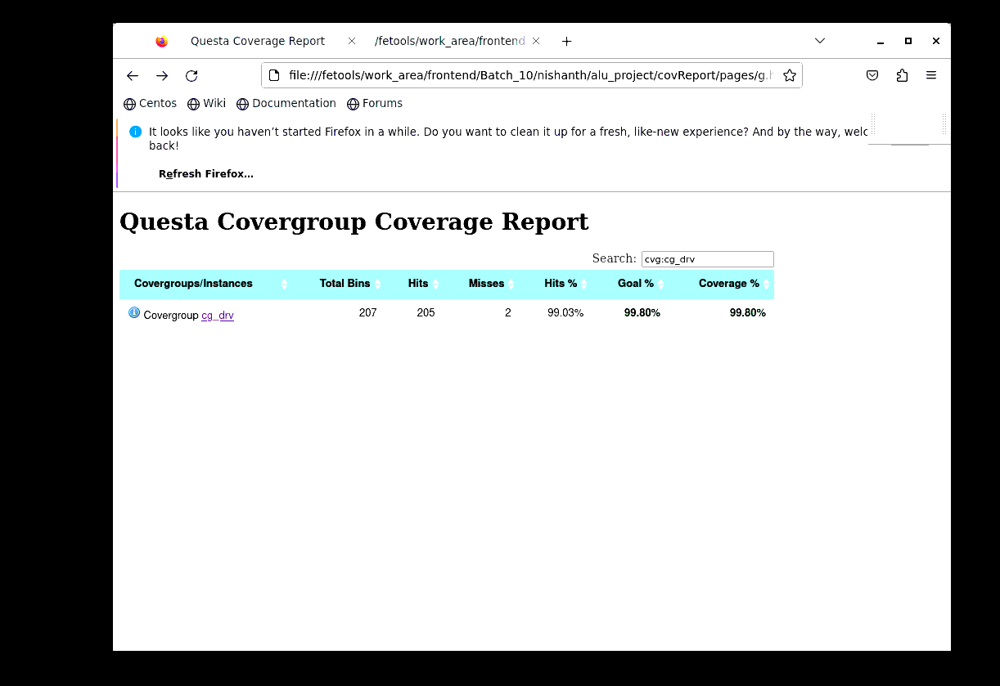 Questa Coverage Report
/fetools/work_area/frontend
file:///fetools/work_area/frontend/Batch_10/nishanth/alu_project/covReport/pages/g.
Centos Wiki Documentation Forums
It looks like you haven’t started Firefox in a while. Do you want to clean it up for a fresh, like-new experience? And by the way,
back!
Refresh Firefox...
Questa Covergroup Coverage Report
Search: cvg:cg_drv
Covergroups/Instances Total Bins Hits Misses Hits % Goal % Coverage %
Covergroup cg_drv 207 205 2 99.03% 99.80% 99.80%